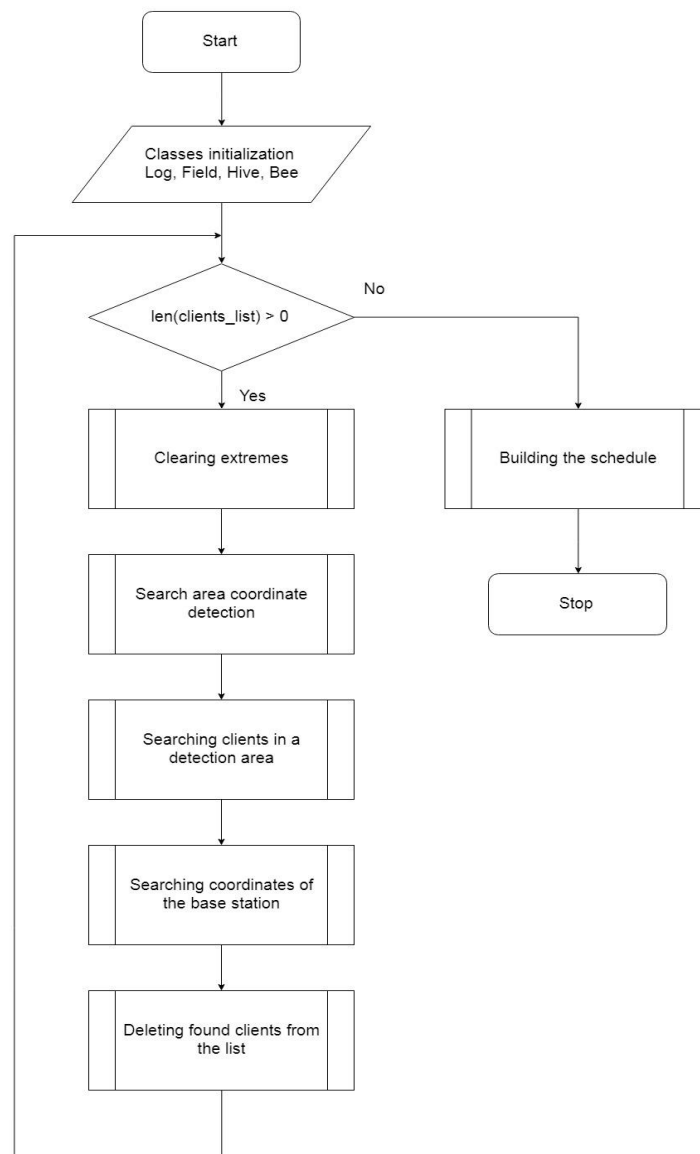 Start
Classes initialization
Log, Field, Hive, Bee
len(clients_list) > 0
No
Yes
Clearing extremes
Building the schedule
Search area coordinate
detection
Stop
Searching clients in a
detection area
Searching coordinates of
the base station
Deleting found clients from
the list